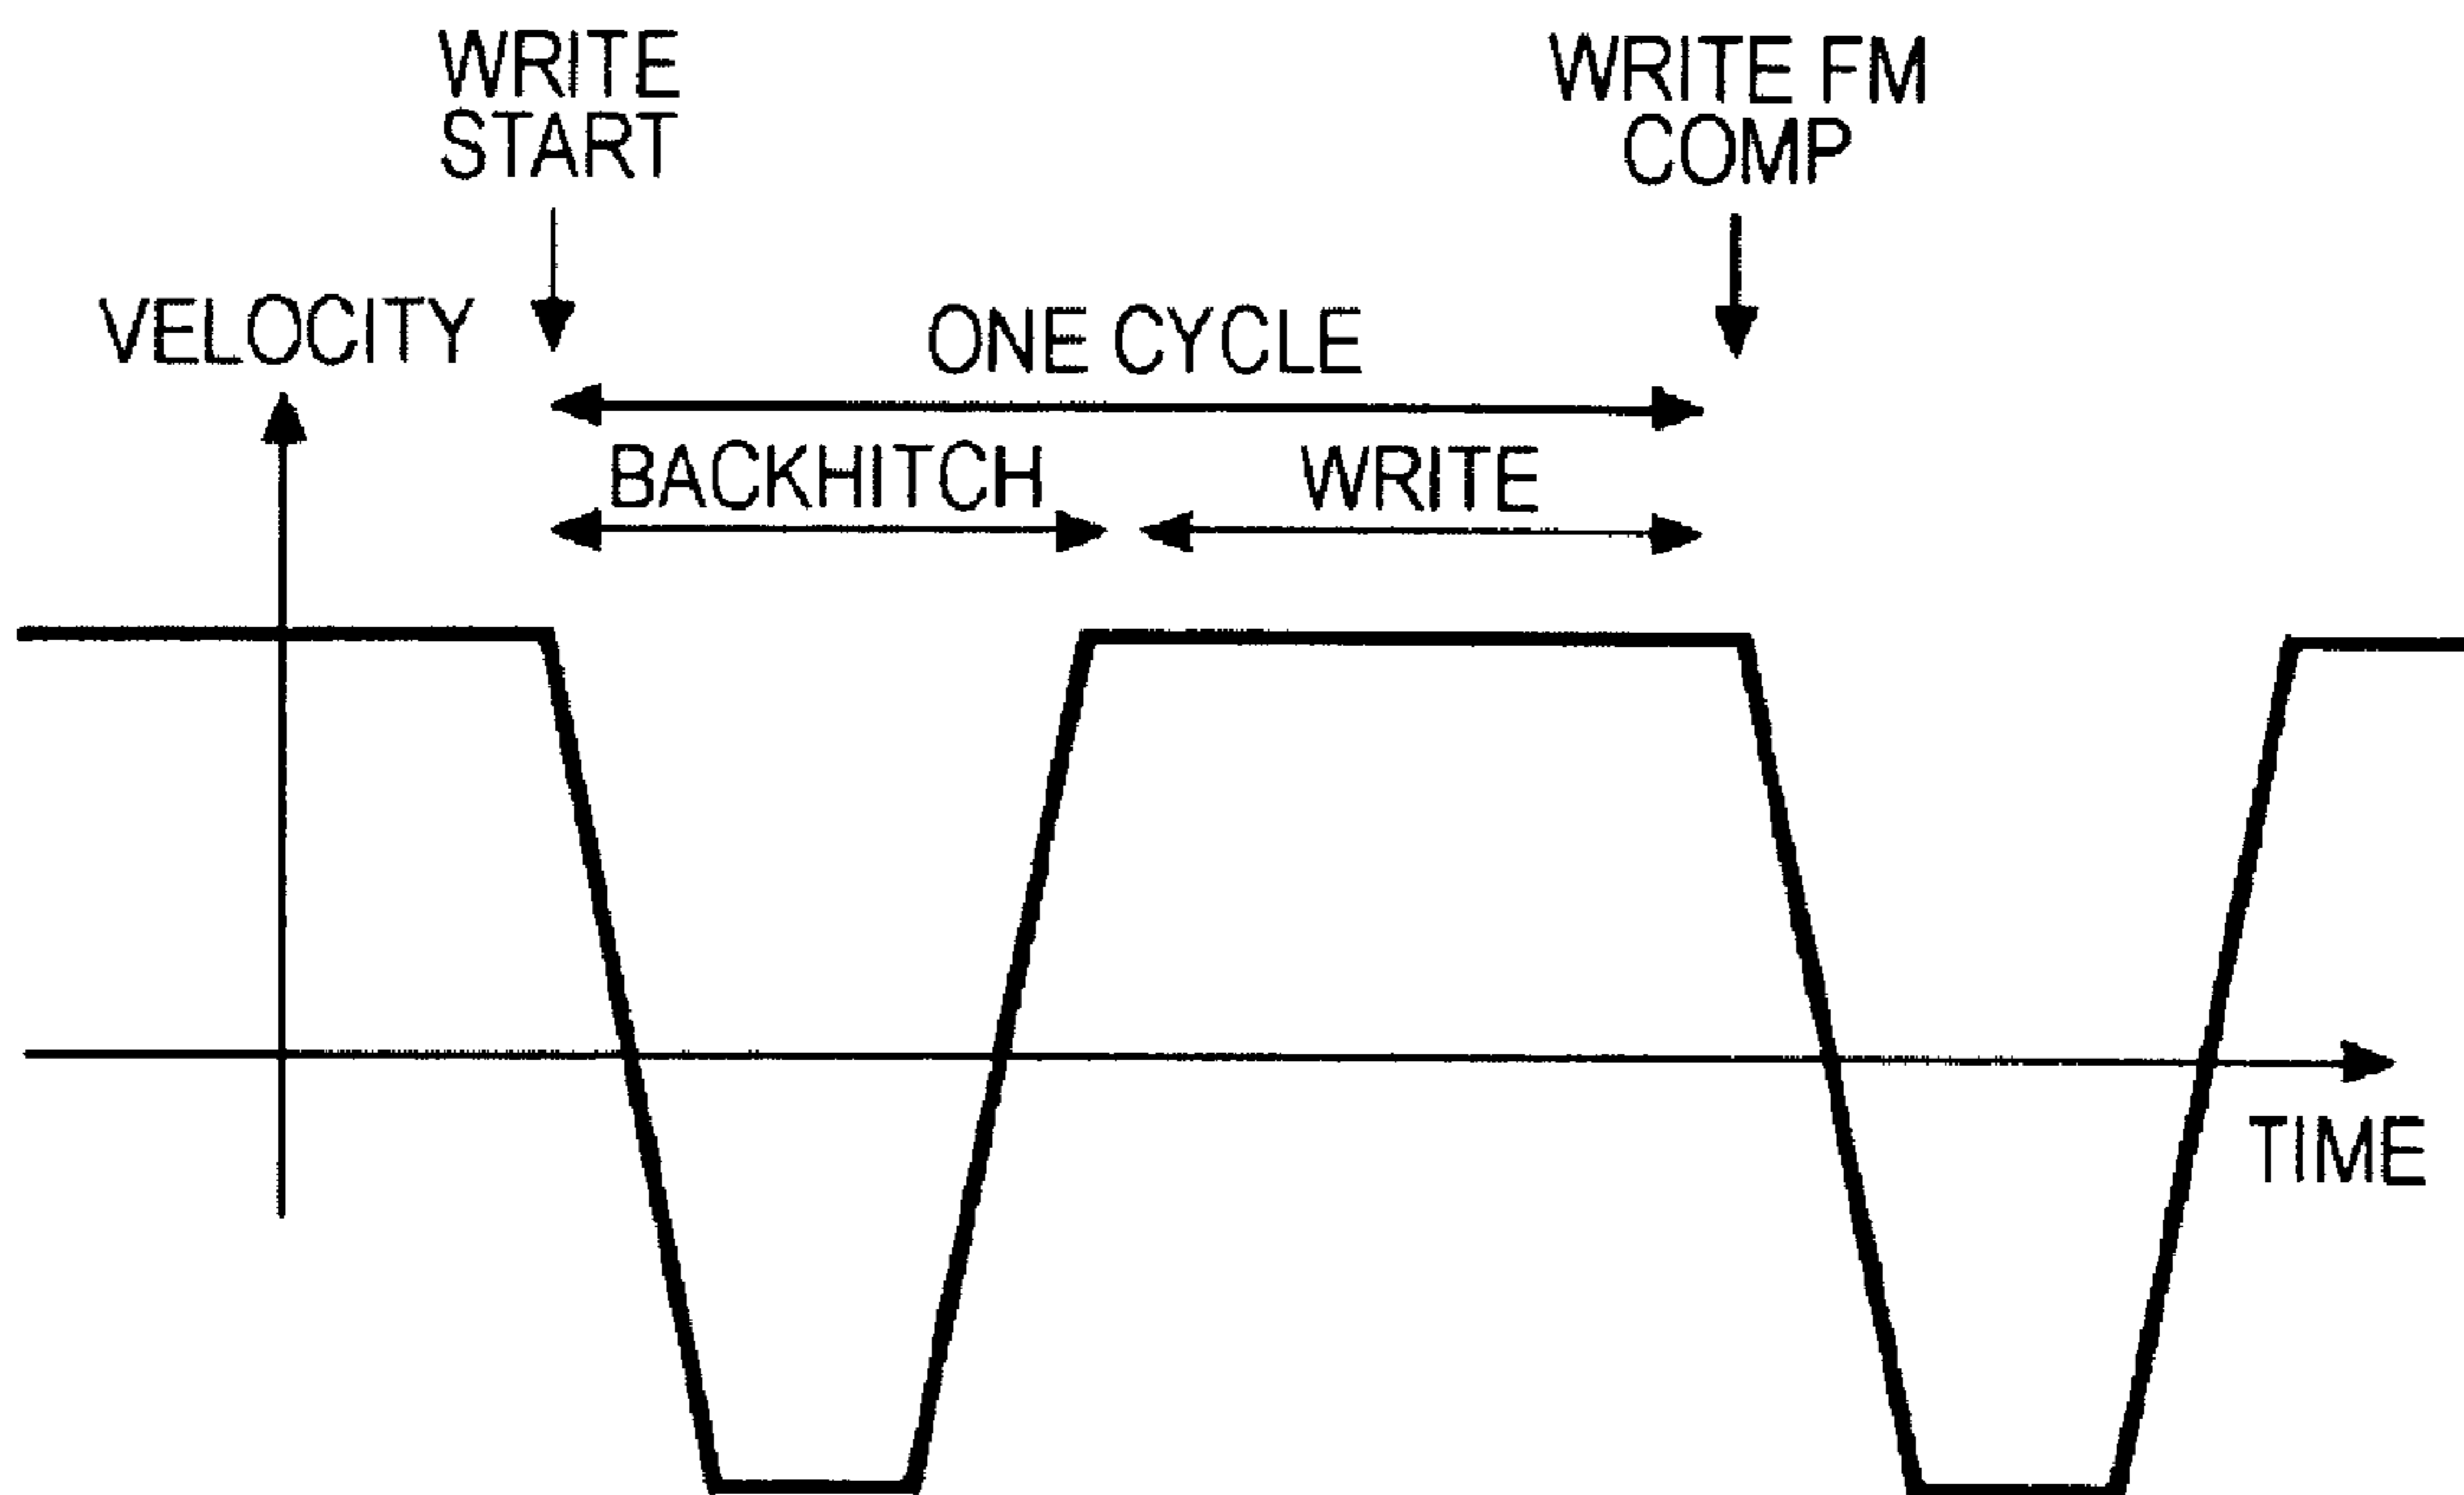 WRITE
START
WRITE FM
COMP
VELOCITY
ONE CYCLE
BACKHITCH
WRITE
TIME